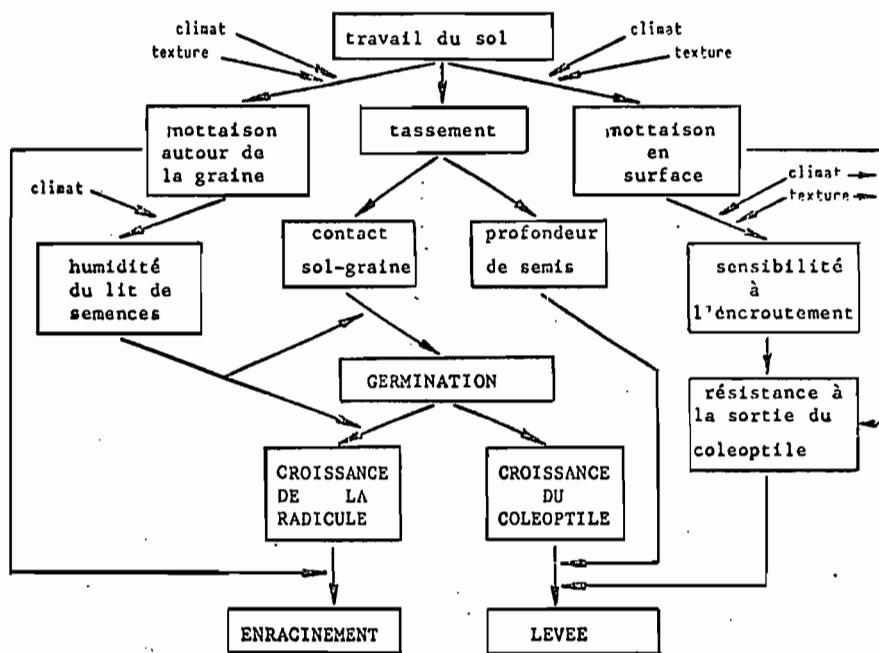 climat
texture
travail du sol
climat
texture
mottaison
autour de
la graine
tassement
mottaison
en
surface
climat
climat
texture
humidité
du lit de
semences
contact
sol-graine
profondeur
de semis
sensibilité
à
l'éncroutement
GERMINATION
résistance à
la sortie du
coleoptile
CROISSANCE
DE LA
RADICULE
CROISSANCE
DU
COLEOPTILE
ENRACINEMENT
LEVEE